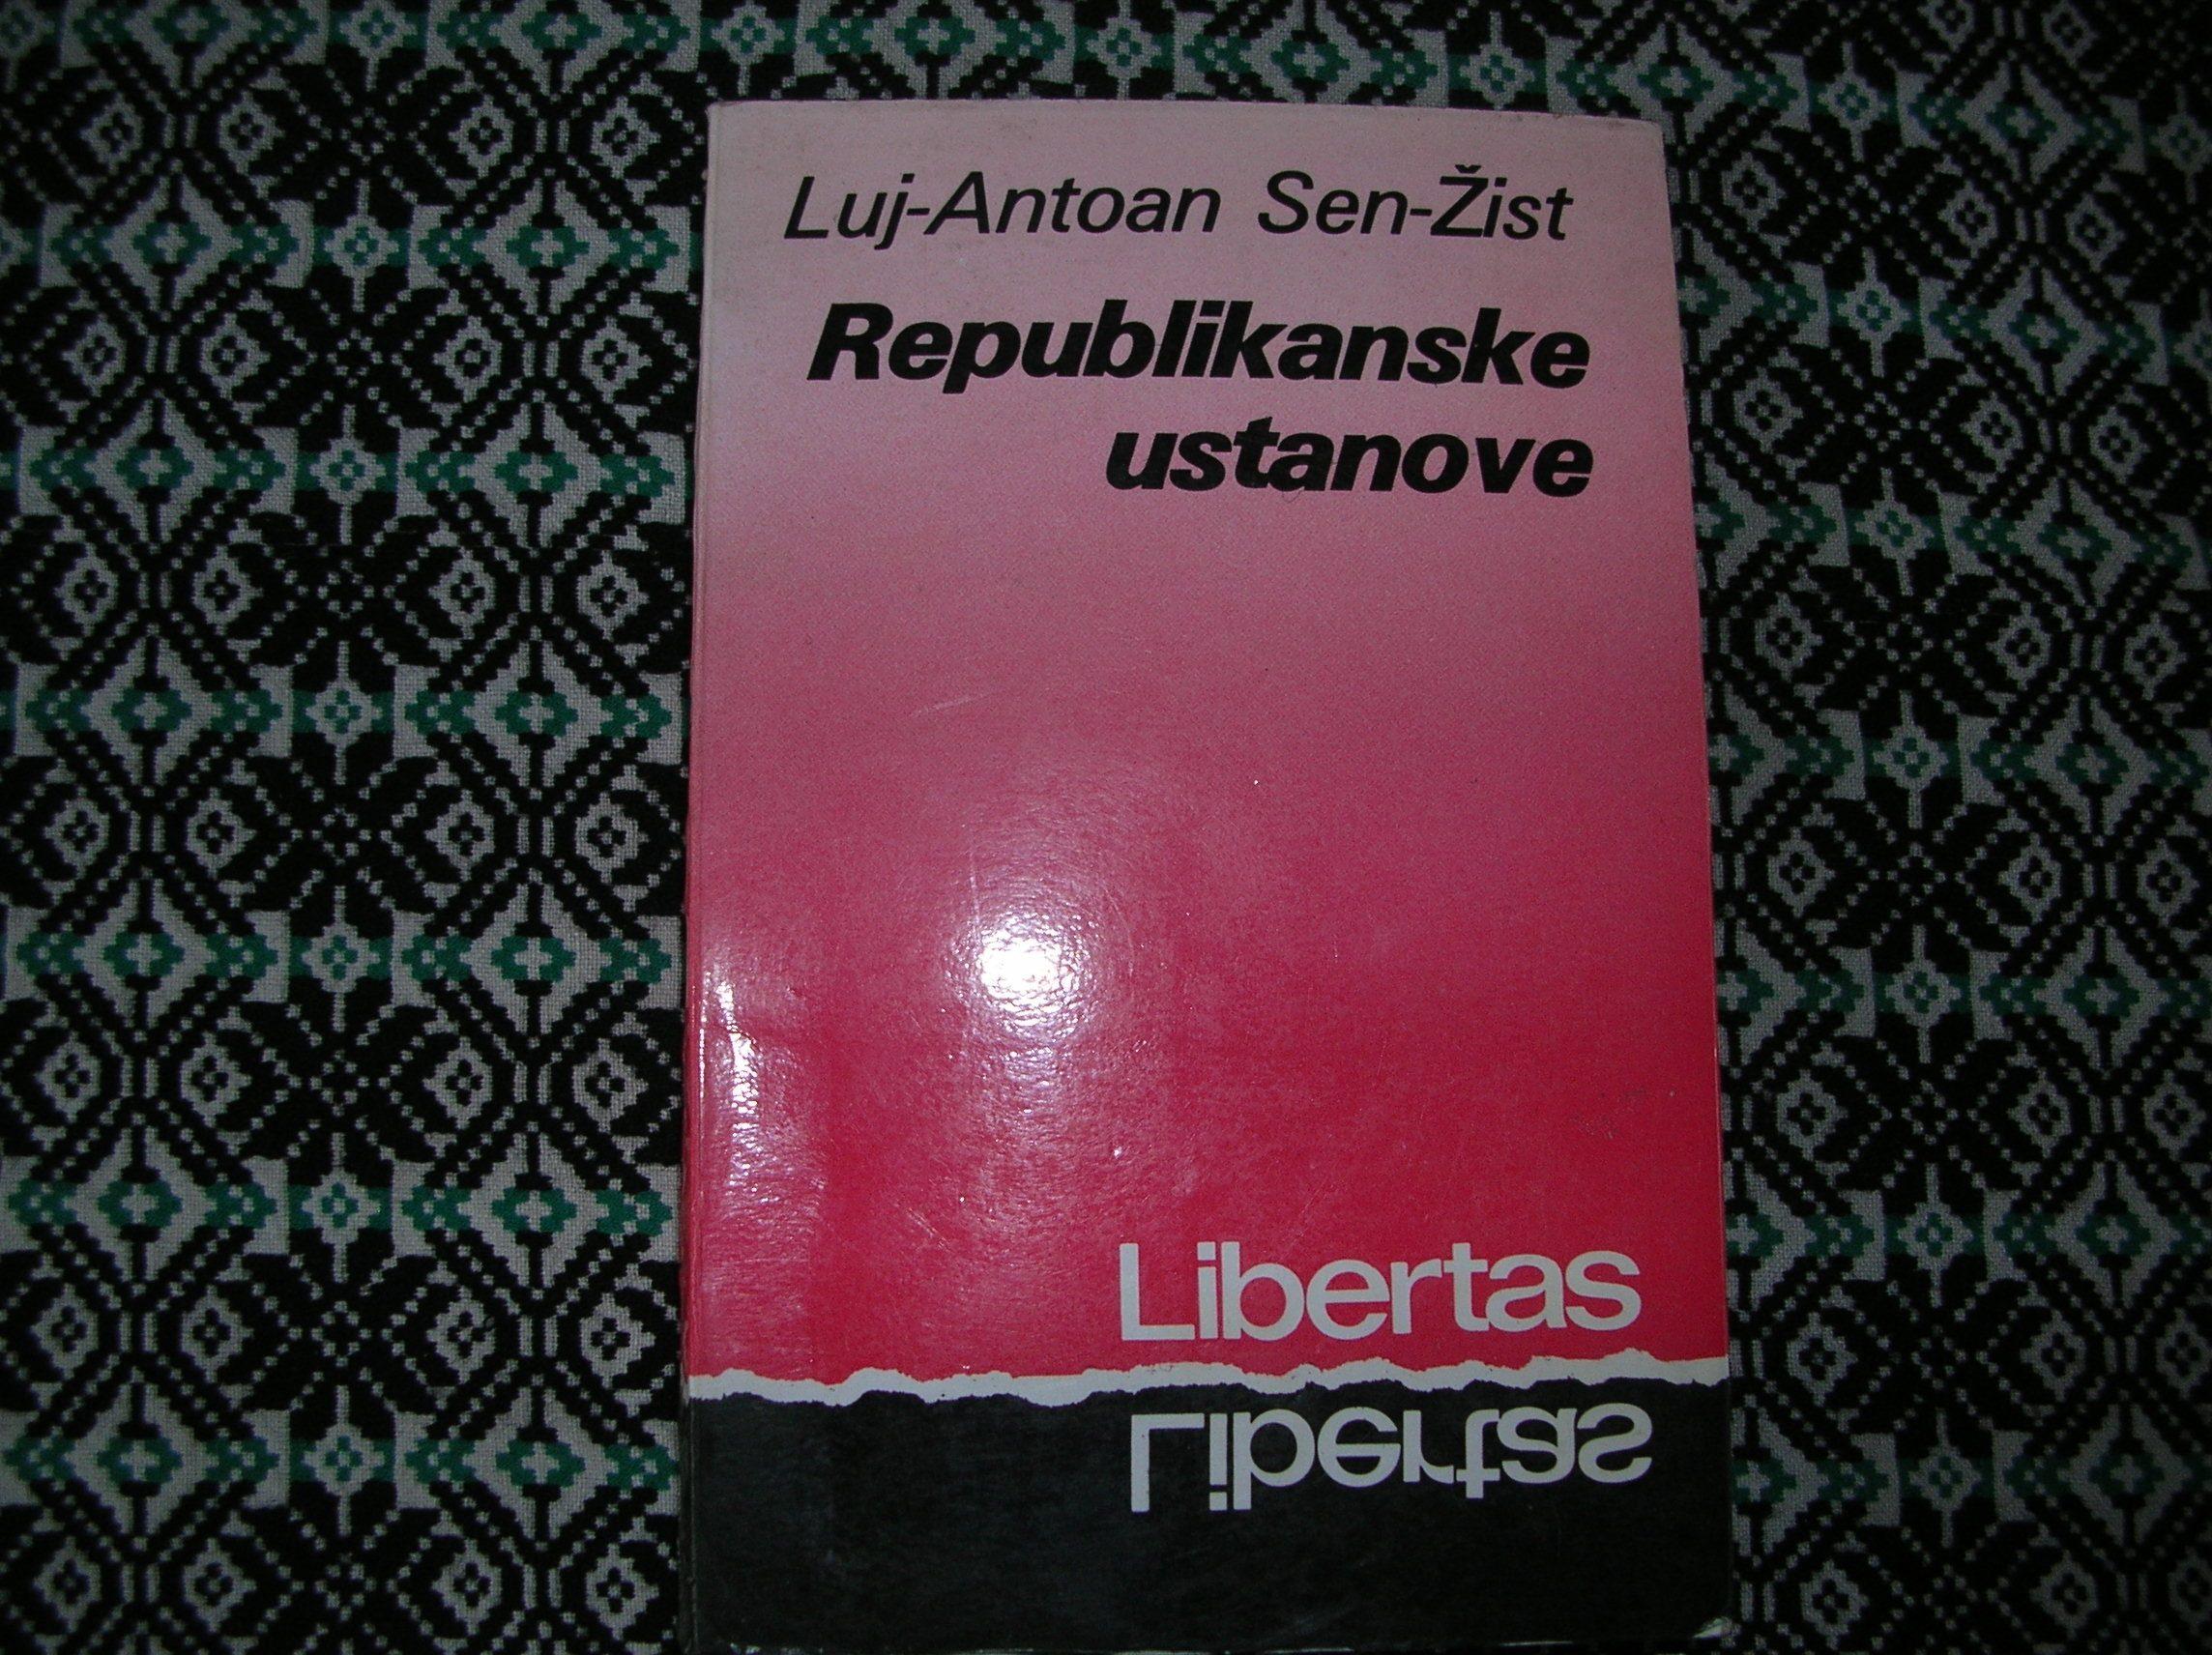 Luj-Antoan Sen-Žist
Republikanske
ustanove
Libertas
Libertas